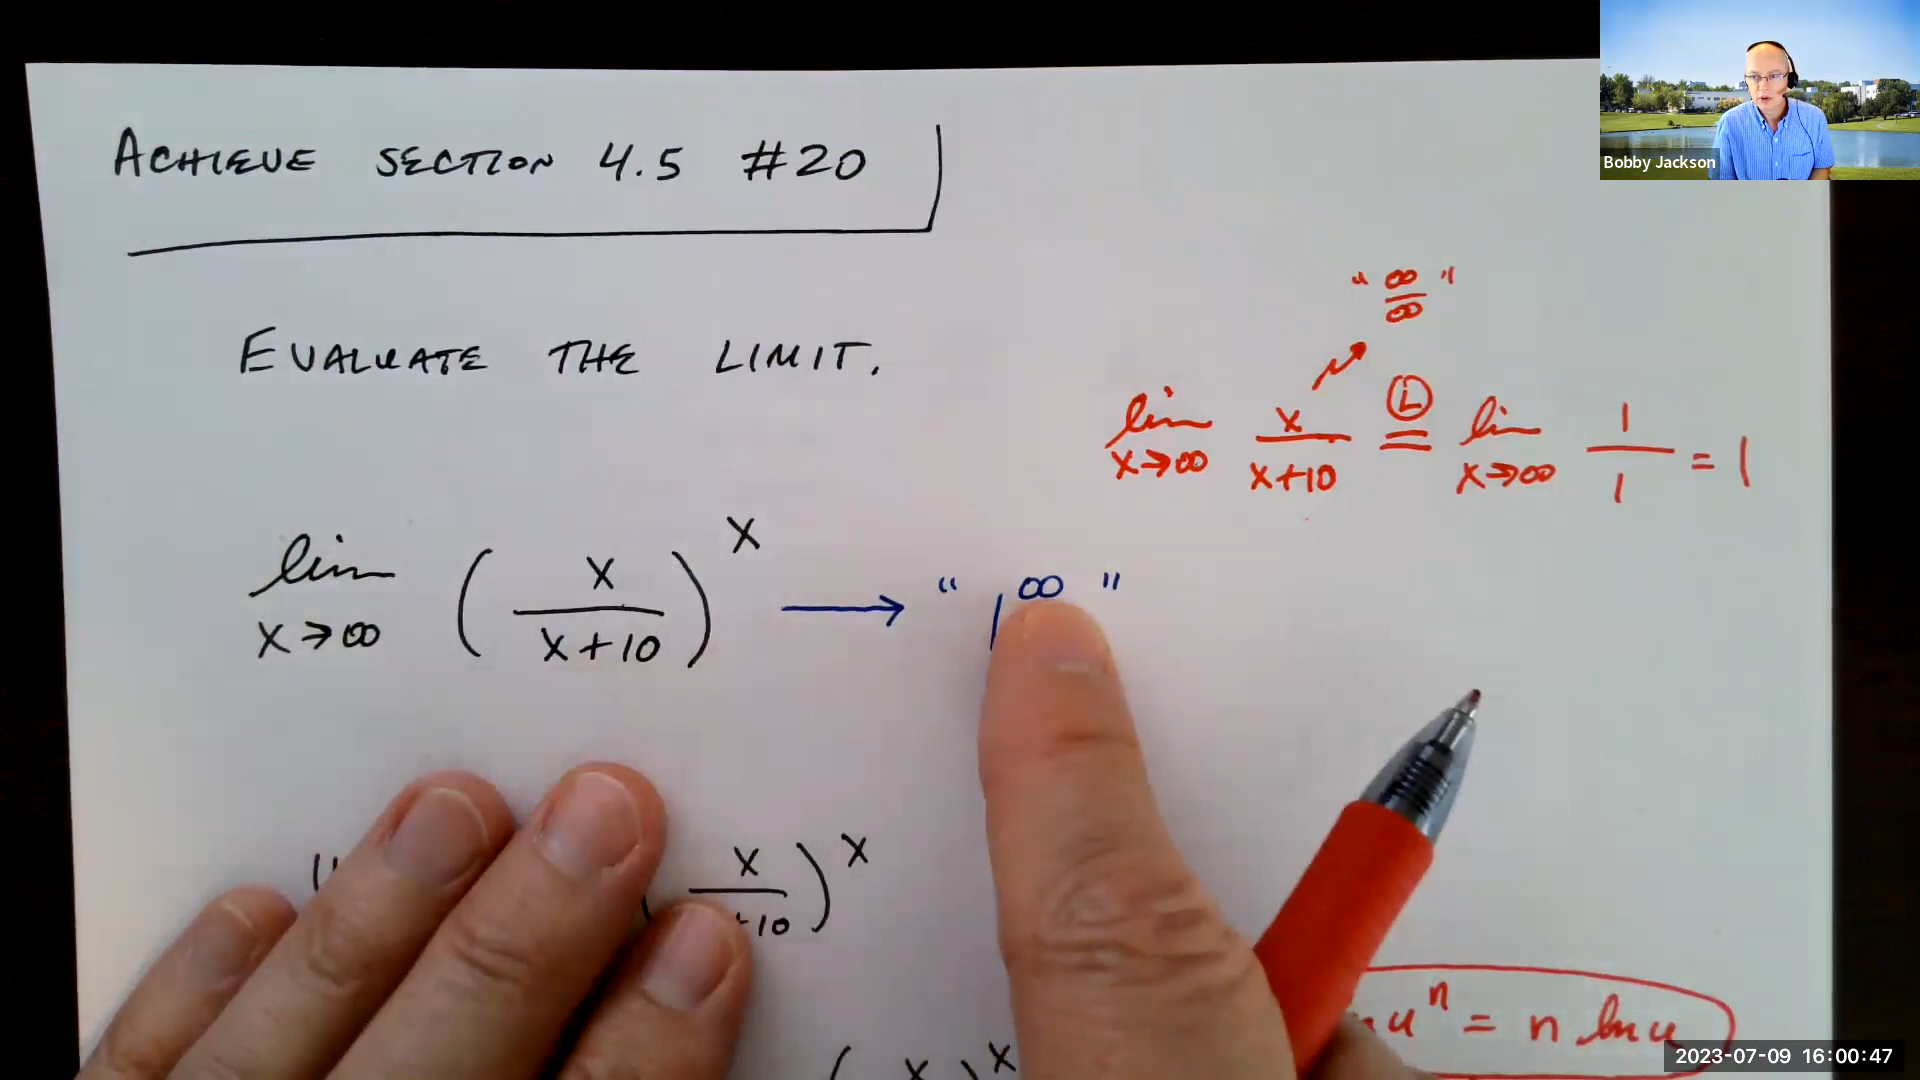 ACHIEVE SECTION 4.5 #20
Bobby Jackson
EVALUATE THE LIMIT.
" ∞/∞ "
lim x→∞ x/(x+10) =Ⓛ lim x→∞ 1/1 = 1
lim x→∞ (x/(x+10))^x → " 1^∞ "
x/+10 )^x
u^n = n ln u
( x )^x
2023-07-09 16:00:47